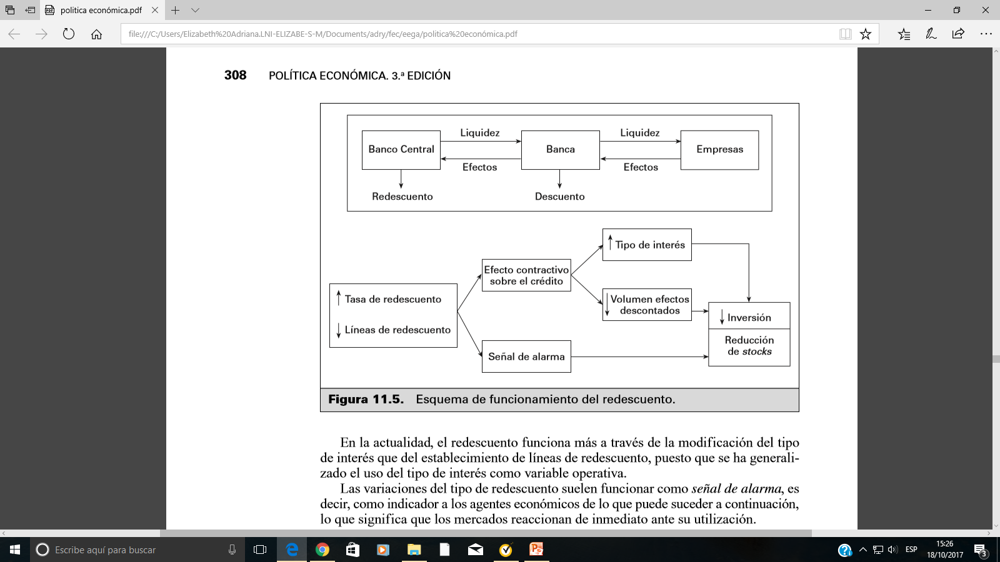 politica económica.pdf
file:///C:/Users/Elizabeth%20Adriana.LNI-ELIZABE-S-M/Documents/adry/fec/eega/politica%20económica.pdf
308 POLÍTICA ECONÓMICA. 3.ª EDICIÓN
Liquidez Liquidez
Banco Central Banca Empresas
Efectos Efectos
Redescuento Descuento
Tipo de interés
Efecto contractivo
sobre el crédito
Tasa de redescuento
Líneas de redescuento
Volumen efectos
descontados
Inversión
Reducción
de stocks
Señal de alarma
Figura 11.5. Esquema de funcionamiento del redescuento.
En la actualidad, el redescuento funciona más a través de la modificación del tipo
de interés que del establecimiento de líneas de redescuento, puesto que se ha generali-
zado el uso del tipo de interés como variable operativa.
Las variaciones del tipo de redescuento suelen funcionar como señal de alarma, es
decir, como indicador a los agentes económicos de lo que puede suceder a continuación,
lo que significa que los mercados reaccionan de inmediato ante su utilización.
Escribe aquí para buscar
ESP
15:26
18/10/2017
3